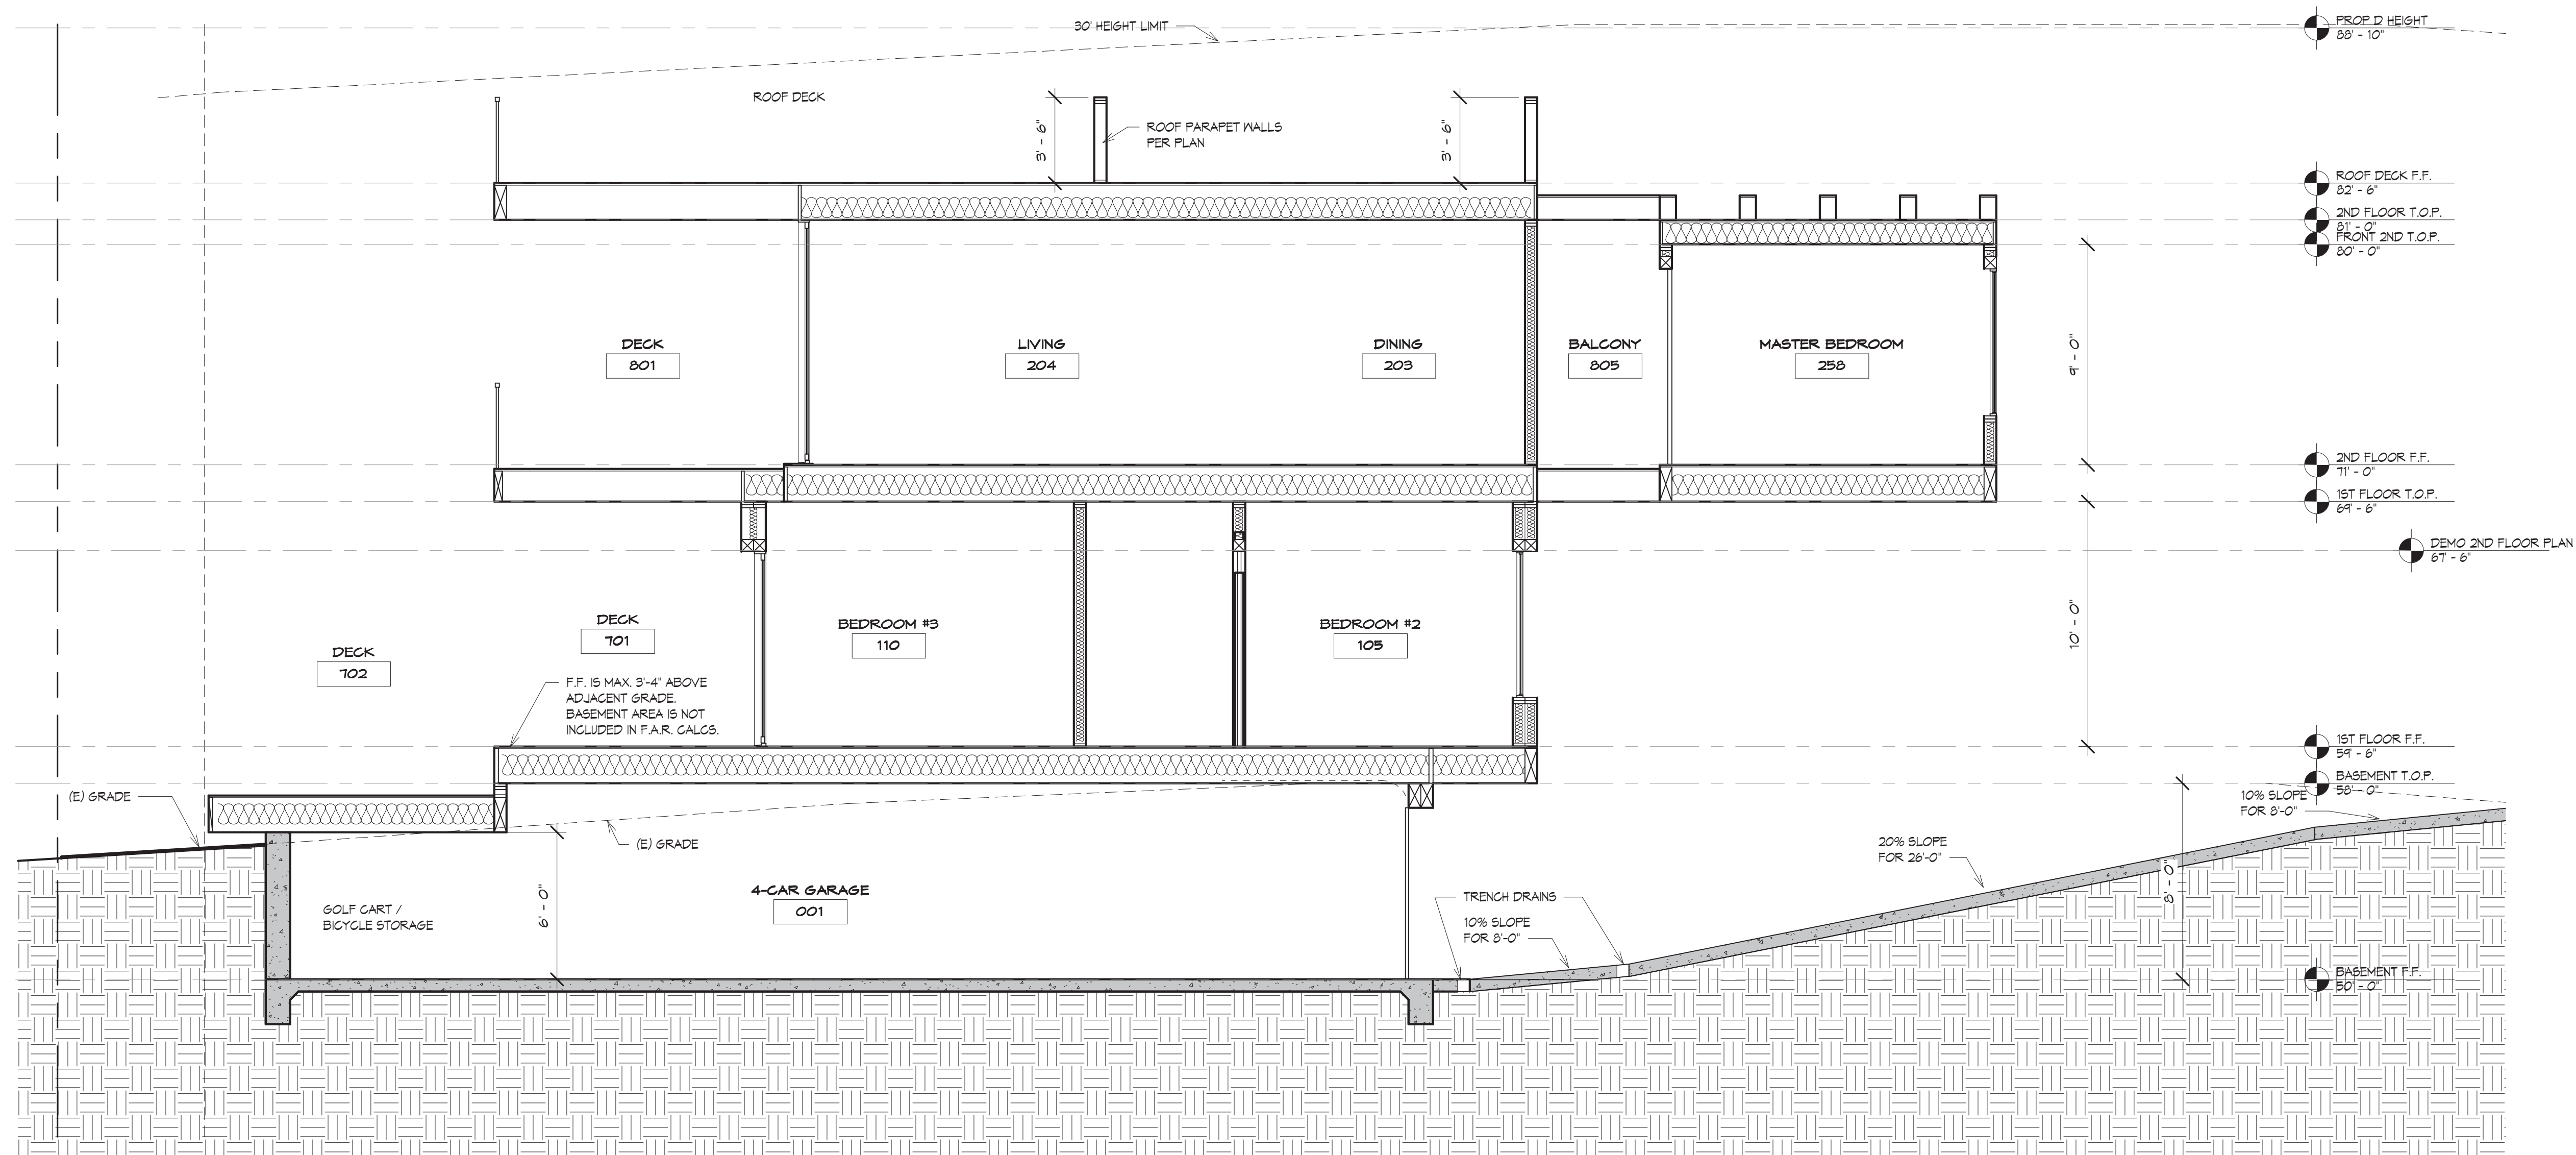 30' HEIGHT LIMIT
PROP D HEIGHT
88' - 10"
ROOF DECK
3' - 6"
ROOF PARAPET WALLS
PER PLAN
3' - 6"
ROOF DECK F.F.
82' - 6"
2ND FLOOR T.O.P.
81' - 0"
FRONT 2ND T.O.P.
80' - 0"
DECK
801
LIVING
204
DINING
203
BALCONY
805
MASTER BEDROOM
258
9' - 0"
2ND FLOOR F.F.
71' - 0"
1ST FLOOR T.O.P.
69' - 6"
DEMO 2ND FLOOR PLAN
67' - 6"
DECK
702
DECK
701
BEDROOM #3
110
BEDROOM #2
105
10' - 0"
F.F. IS MAX. 3'-4" ABOVE
ADJACENT GRADE.
BASEMENT AREA IS NOT
INCLUDED IN F.A.R. CALCS.
1ST FLOOR F.F.
59' - 6"
BASEMENT T.O.P.
58' - 0"
(E) GRADE
(E) GRADE
10% SLOPE
FOR 8'-0"
20% SLOPE
FOR 26'-0"
8' - 0"
GOLF CART /
BICYCLE STORAGE
6' - 0"
4-CAR GARAGE
001
TRENCH DRAINS
10% SLOPE
FOR 8'-0"
BASEMENT F.F.
50' - 0"